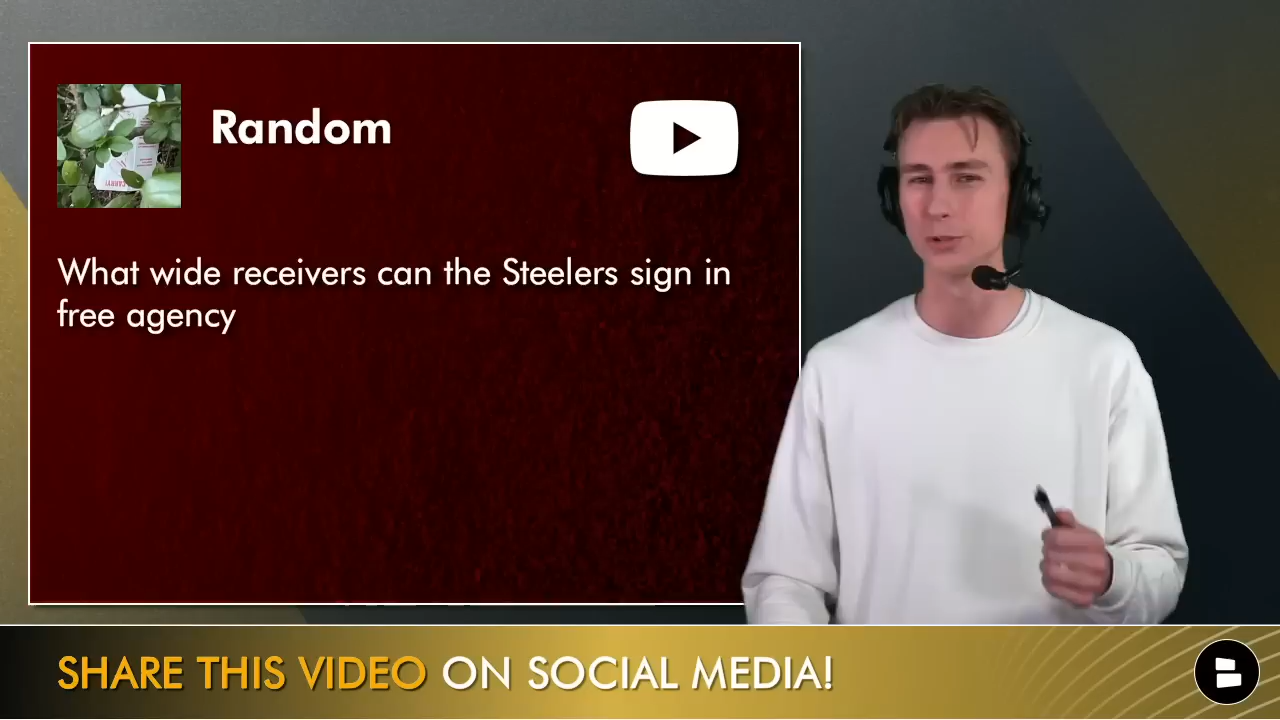 Random
What wide receivers can the Steelers sign in
free agency
SHARE THIS VIDEO ON SOCIAL MEDIA!